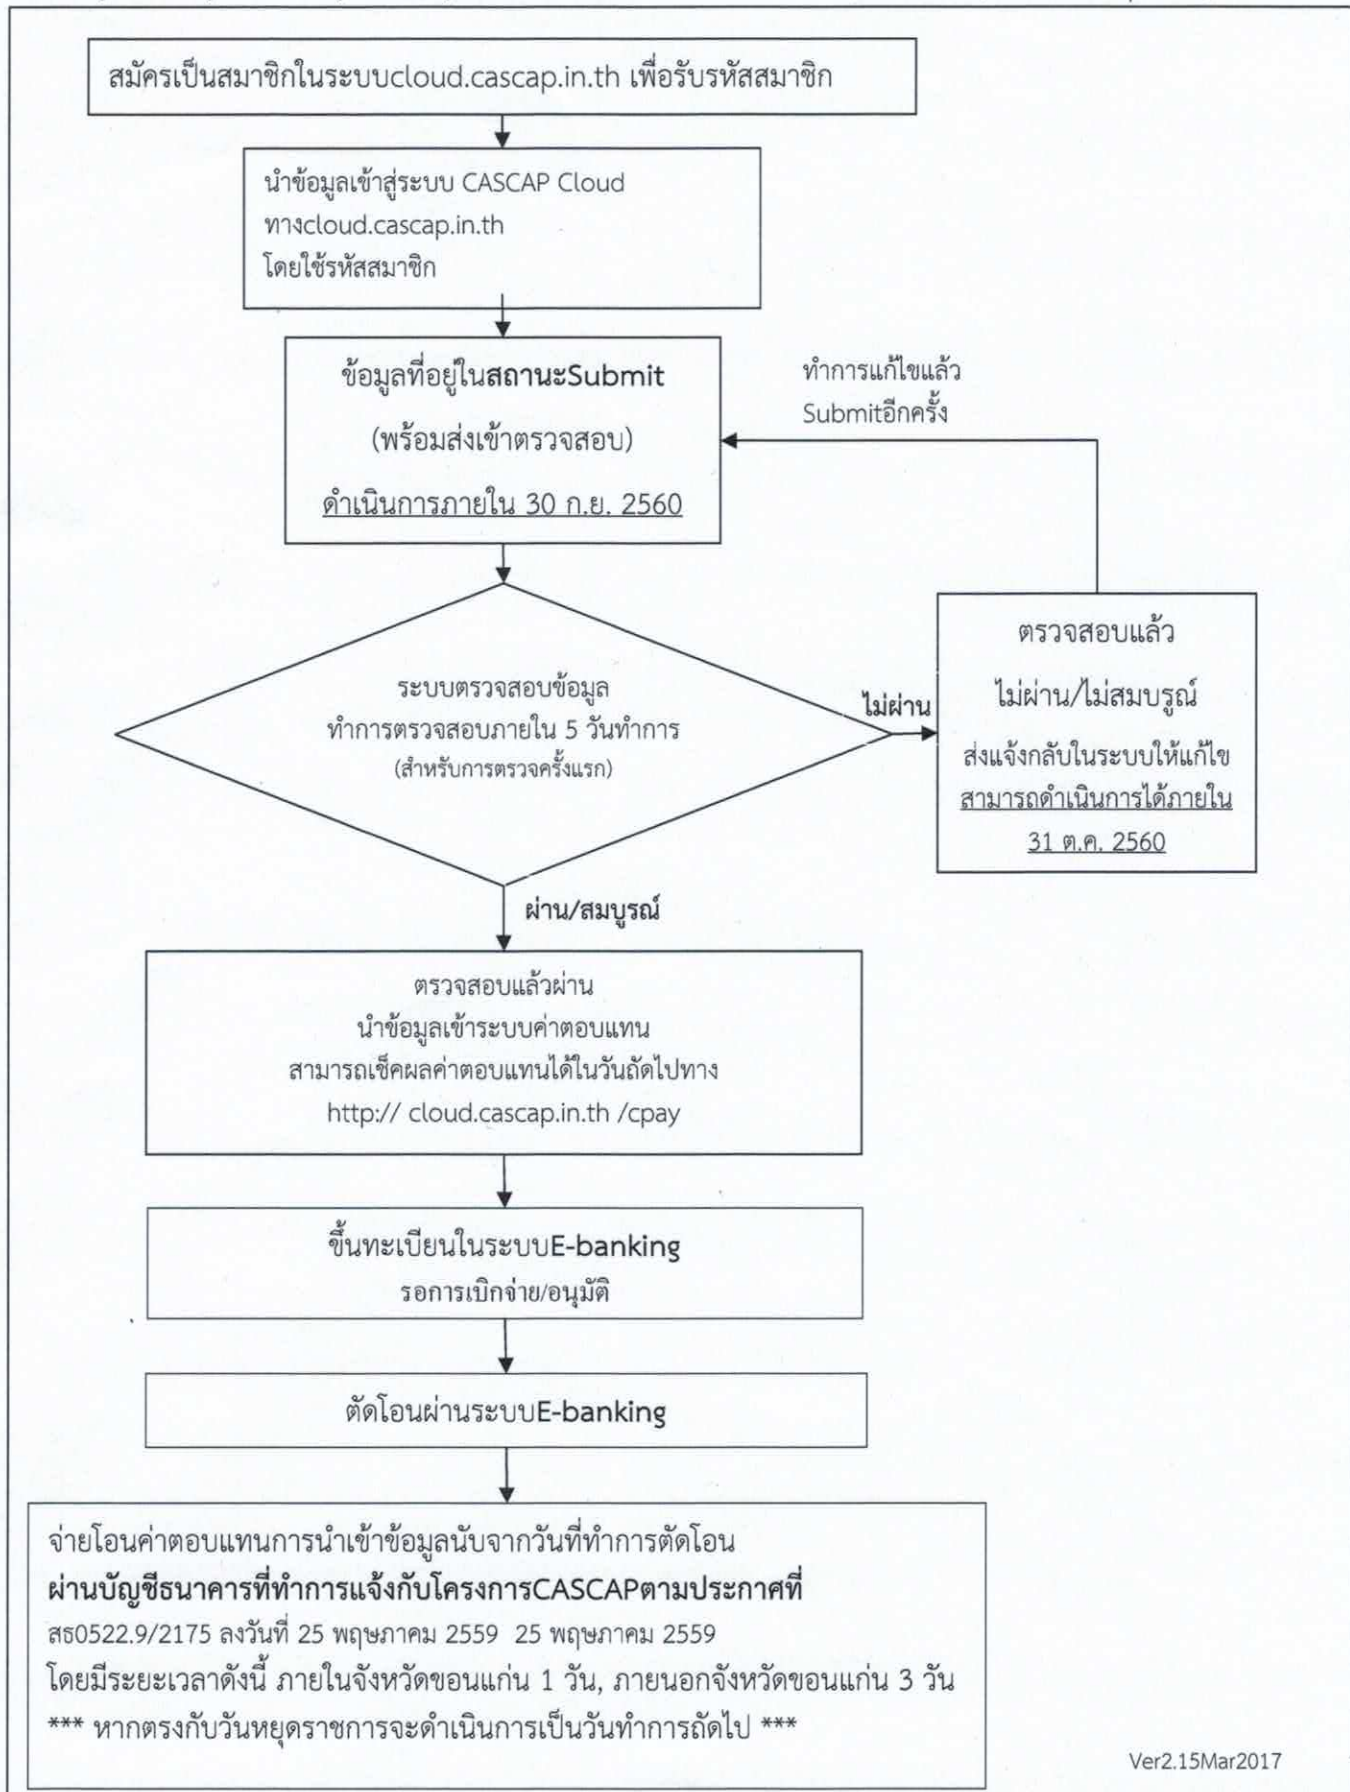 สมัครเป็นสมาชิกในระบบcloud.cascap.in.th เพื่อรับรหัสสมาชิก
นำข้อมูลเข้าสู่ระบบ CASCAP Cloud
ทางcloud.cascap.in.th
โดยใช้รหัสสมาชิก
ข้อมูลที่อยู่ในสถานะSubmit
(พร้อมส่งเข้าตรวจสอบ)
ดำเนินการภายใน 30 ก.ย. 2560
ทำการแก้ไขแล้ว
Submitอีกครั้ง
ระบบตรวจสอบข้อมูล
ทำการตรวจสอบภายใน 5 วันทำการ
(สำหรับการตรวจครั้งแรก)
ไม่ผ่าน
ตรวจสอบแล้ว
ไม่ผ่าน/ไม่สมบรูณ์
ส่งแจ้งกลับในระบบให้แก้ไข
สามารถดำเนินการได้ภายใน
31 ต.ค. 2560
ผ่าน/สมบูรณ์
ตรวจสอบแล้วผ่าน
นำข้อมูลเข้าระบบค่าตอบแทน
สามารถเช็คผลค่าตอบแทนได้ในวันถัดไปทาง
http:// cloud.cascap.in.th /cpay
ขึ้นทะเบียนในระบบE-banking
รอการเบิกจ่าย/อนุมัติ
ตัดโอนผ่านระบบE-banking
จ่ายโอนค่าตอบแทนการนำเข้าข้อมูลนับจากวันที่ทำการตัดโอน
ผ่านบัญชีธนาคารที่ทำการแจ้งกับโครงการCASCAPตามประกาศที่
สธ0522.9/2175 ลงวันที่ 25 พฤษภาคม 2559 25 พฤษภาคม 2559
โดยมีระยะเวลาดังนี้ ภายในจังหวัดขอนแก่น 1 วัน, ภายนอกจังหวัดขอนแก่น 3 วัน
*** หากตรงกับวันหยุดราชการจะดำเนินการเป็นวันทำการถัดไป ***
Ver2.15Mar2017